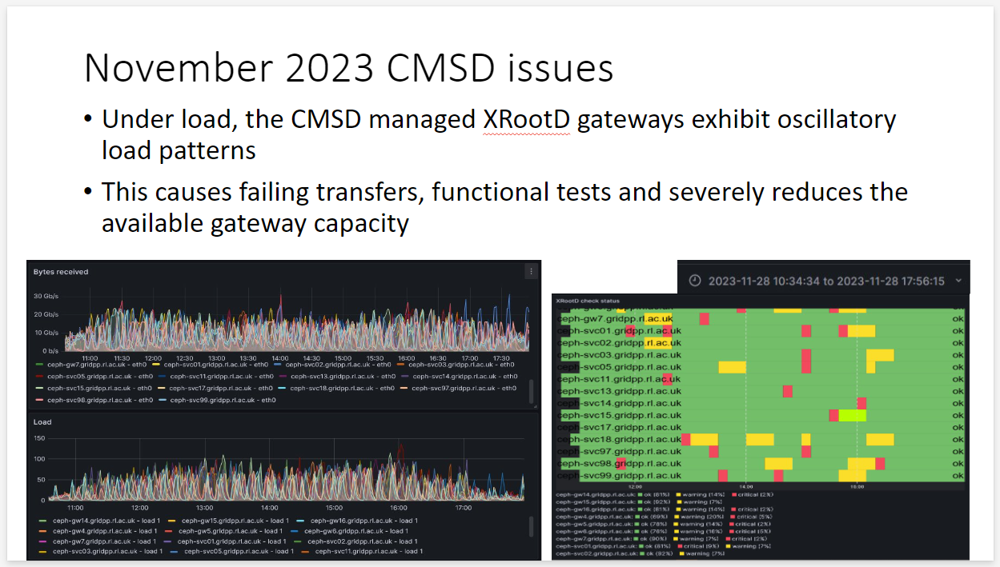 November 2023 CMSD issues
• Under load, the CMSD managed XRootD gateways exhibit oscillatory
load patterns
• This causes failing transfers, functional tests and severely reduces the
available gateway capacity
Bytes received
30 Gb/s
20 Gb/s
10 Gb/s
0 b/s
11:00 11:30 12:00 12:30 13:00 13:30 14:00 14:30 15:00 15:30 16:00 16:30 17:00 17:30
ceph-gw7.gridpp.rl.ac.uk - eth0 ceph-svc01.gridpp.rl.ac.uk - eth0 ceph-svc02.gridpp.rl.ac.uk - eth0 ceph-svc03.gridpp.rl.ac.uk - eth0
ceph-svc05.gridpp.rl.ac.uk - eth0 ceph-svc11.gridpp.rl.ac.uk - eth0 ceph-svc13.gridpp.rl.ac.uk - eth0 ceph-svc14.gridpp.rl.ac.uk - eth0
ceph-svc15.gridpp.rl.ac.uk - eth0 ceph-svc17.gridpp.rl.ac.uk - eth0 ceph-svc18.gridpp.rl.ac.uk - eth0 ceph-svc97.gridpp.rl.ac.uk - eth0
ceph-svc98.gridpp.rl.ac.uk - eth0 ceph-svc99.gridpp.rl.ac.uk - eth0
Load
150
100
50
0
11:00 12:00 13:00 14:00 15:00 16:00 17:00
ceph-gw14.gridpp.rl.ac.uk - load 1 ceph-gw15.gridpp.rl.ac.uk - load 1 ceph-gw16.gridpp.rl.ac.uk - load 1
ceph-gw4.gridpp.rl.ac.uk - load 1 ceph-gw5.gridpp.rl.ac.uk - load 1 ceph-gw6.gridpp.rl.ac.uk - load 1
ceph-gw7.gridpp.rl.ac.uk - load 1 ceph-svc01.gridpp.rl.ac.uk - load 1 ceph-svc02.gridpp.rl.ac.uk - load 1
ceph-svc03.gridpp.rl.ac.uk - load 1 ceph-svc05.gridpp.rl.ac.uk - load 1 ceph-svc11.gridpp.rl.ac.uk - load 1
2023-11-28 10:34:34 to 2023-11-28 17:56:15
XRootD check status
ceph-gw7.gridpp.rl.ac.uk ok
ceph-svc01.gridpp.rl.ac.uk ok
ceph-svc02.gridpp.rl.ac.uk ok
ceph-svc03.gridpp.rl.ac.uk ok
ceph-svc05.gridpp.rl.ac.uk ok
ceph-svc11.gridpp.rl.ac.uk ok
ceph-svc13.gridpp.rl.ac.uk ok
ceph-svc14.gridpp.rl.ac.uk ok
ceph-svc15.gridpp.rl.ac.uk ok
ceph-svc17.gridpp.rl.ac.uk ok
ceph-svc18.gridpp.rl.ac.uk ok
ceph-svc97.gridpp.rl.ac.uk ok
ceph-svc98.gridpp.rl.ac.uk ok
ceph-svc99.gridpp.rl.ac.uk ok
12:00 14:00 16:00
ceph-gw14.gridpp.rl.ac.uk: ok (81%) warning (14%) critical (2%)
ceph-gw15.gridpp.rl.ac.uk: ok (92%) warning (7%)
ceph-gw16.gridpp.rl.ac.uk: ok (81%) warning (14%) critical (2%)
ceph-gw4.gridpp.rl.ac.uk: ok (69%) warning (20%) critical (5%)
ceph-gw5.gridpp.rl.ac.uk: ok (78%) warning (14%) critical (2%)
ceph-gw6.gridpp.rl.ac.uk: ok (76%) warning (16%) critical (5%)
ceph-gw7.gridpp.rl.ac.uk: ok (90%) warning (7%) critical (2%)
ceph-svc01.gridpp.rl.ac.uk: ok (81%) critical (9%) warning (7%)
ceph-svc02.gridpp.rl.ac.uk: ok (92%) warning (7%)